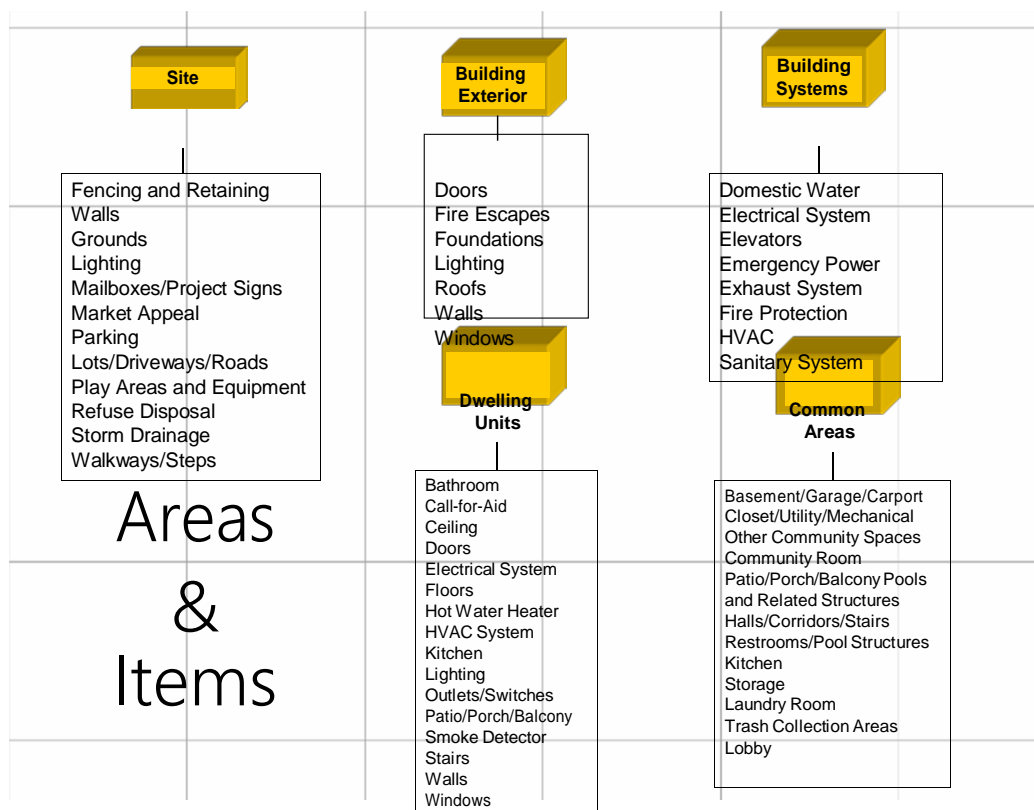 Site
Fencing and Retaining
Walls
Grounds
Lighting
Mailboxes/Project Signs
Market Appeal
Parking
Lots/Driveways/Roads
Play Areas and Equipment
Refuse Disposal
Storm Drainage
Walkways/Steps
Building
Exterior
Doors
Fire Escapes
Foundations
Lighting
Roofs
Walls
Windows
Building
Systems
Domestic Water
Electrical System
Elevators
Emergency Power
Exhaust System
Fire Protection
HVAC
Sanitary System
Areas
&
Items
Dwelling
Units
Bathroom
Call-for-Aid
Ceiling
Doors
Electrical System
Floors
Hot Water Heater
HVAC System
Kitchen
Lighting
Outlets/Switches
Patio/Porch/Balcony
Smoke Detector
Stairs
Walls
Windows
Common
Areas
Basement/Garage/Carport
Closet/Utility/Mechanical
Other Community Spaces
Community Room
Patio/Porch/Balcony Pools
and Related Structures
Halls/Corridors/Stairs
Restrooms/Pool Structures
Kitchen
Storage
Laundry Room
Trash Collection Areas
Lobby